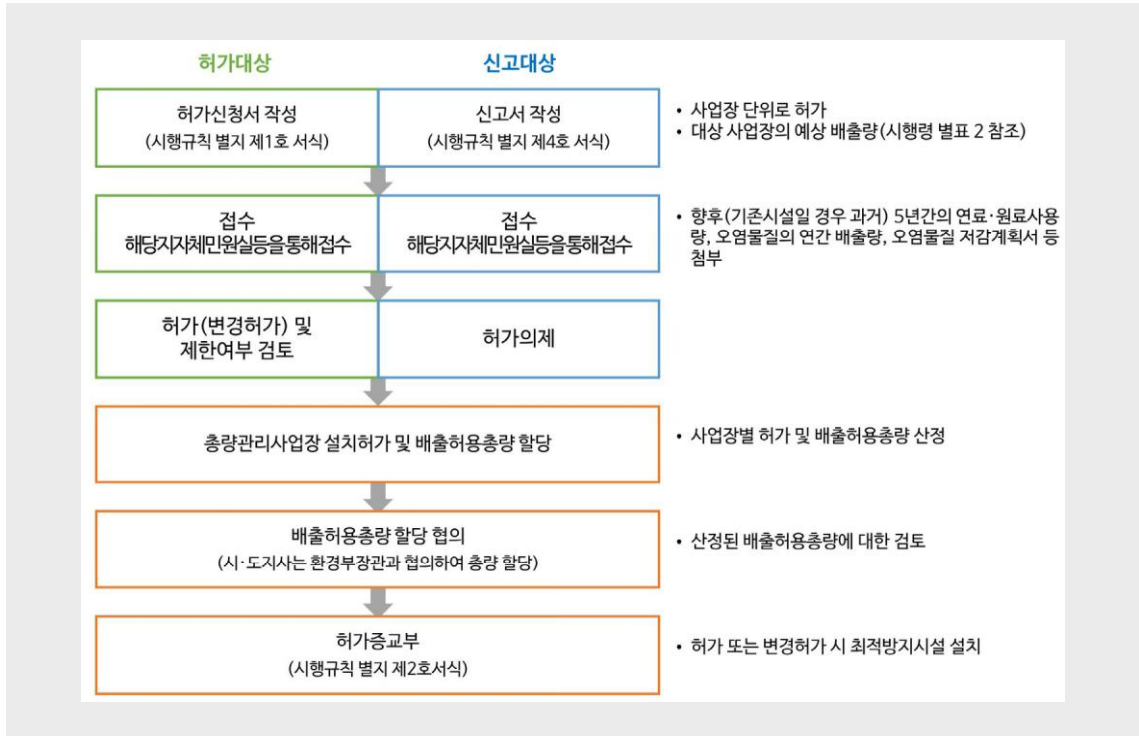 허가대상
신고대상
허가신청서 작성
(시행규칙 별지 제1호 서식)
신고서 작성
(시행규칙 별지 제4호 서식)
• 사업장 단위로 허가
• 대상 사업장의 예상 배출량(시행령 별표 2 참조)
접수
해당지자체민원실등을통해접수
접수
해당지자체민원실등을통해접수
• 향후(기존시설일 경우 과거) 5년간의 연료·원료사용
량, 오염물질의 연간 배출량, 오염물질 저감계획서 등
첨부
허가(변경허가) 및
제한여부 검토
허가의제
총량관리사업장 설치허가 및 배출허용총량 할당
• 사업장별 허가 및 배출허용총량 산정
배출허용총량 할당 협의
(시·도지사는 환경부장관과 협의하여 총량 할당)
• 산정된 배출허용총량에 대한 검토
허가증교부
(시행규칙 별지 제2호서식)
• 허가 또는 변경허가 시 최적방지시설 설치